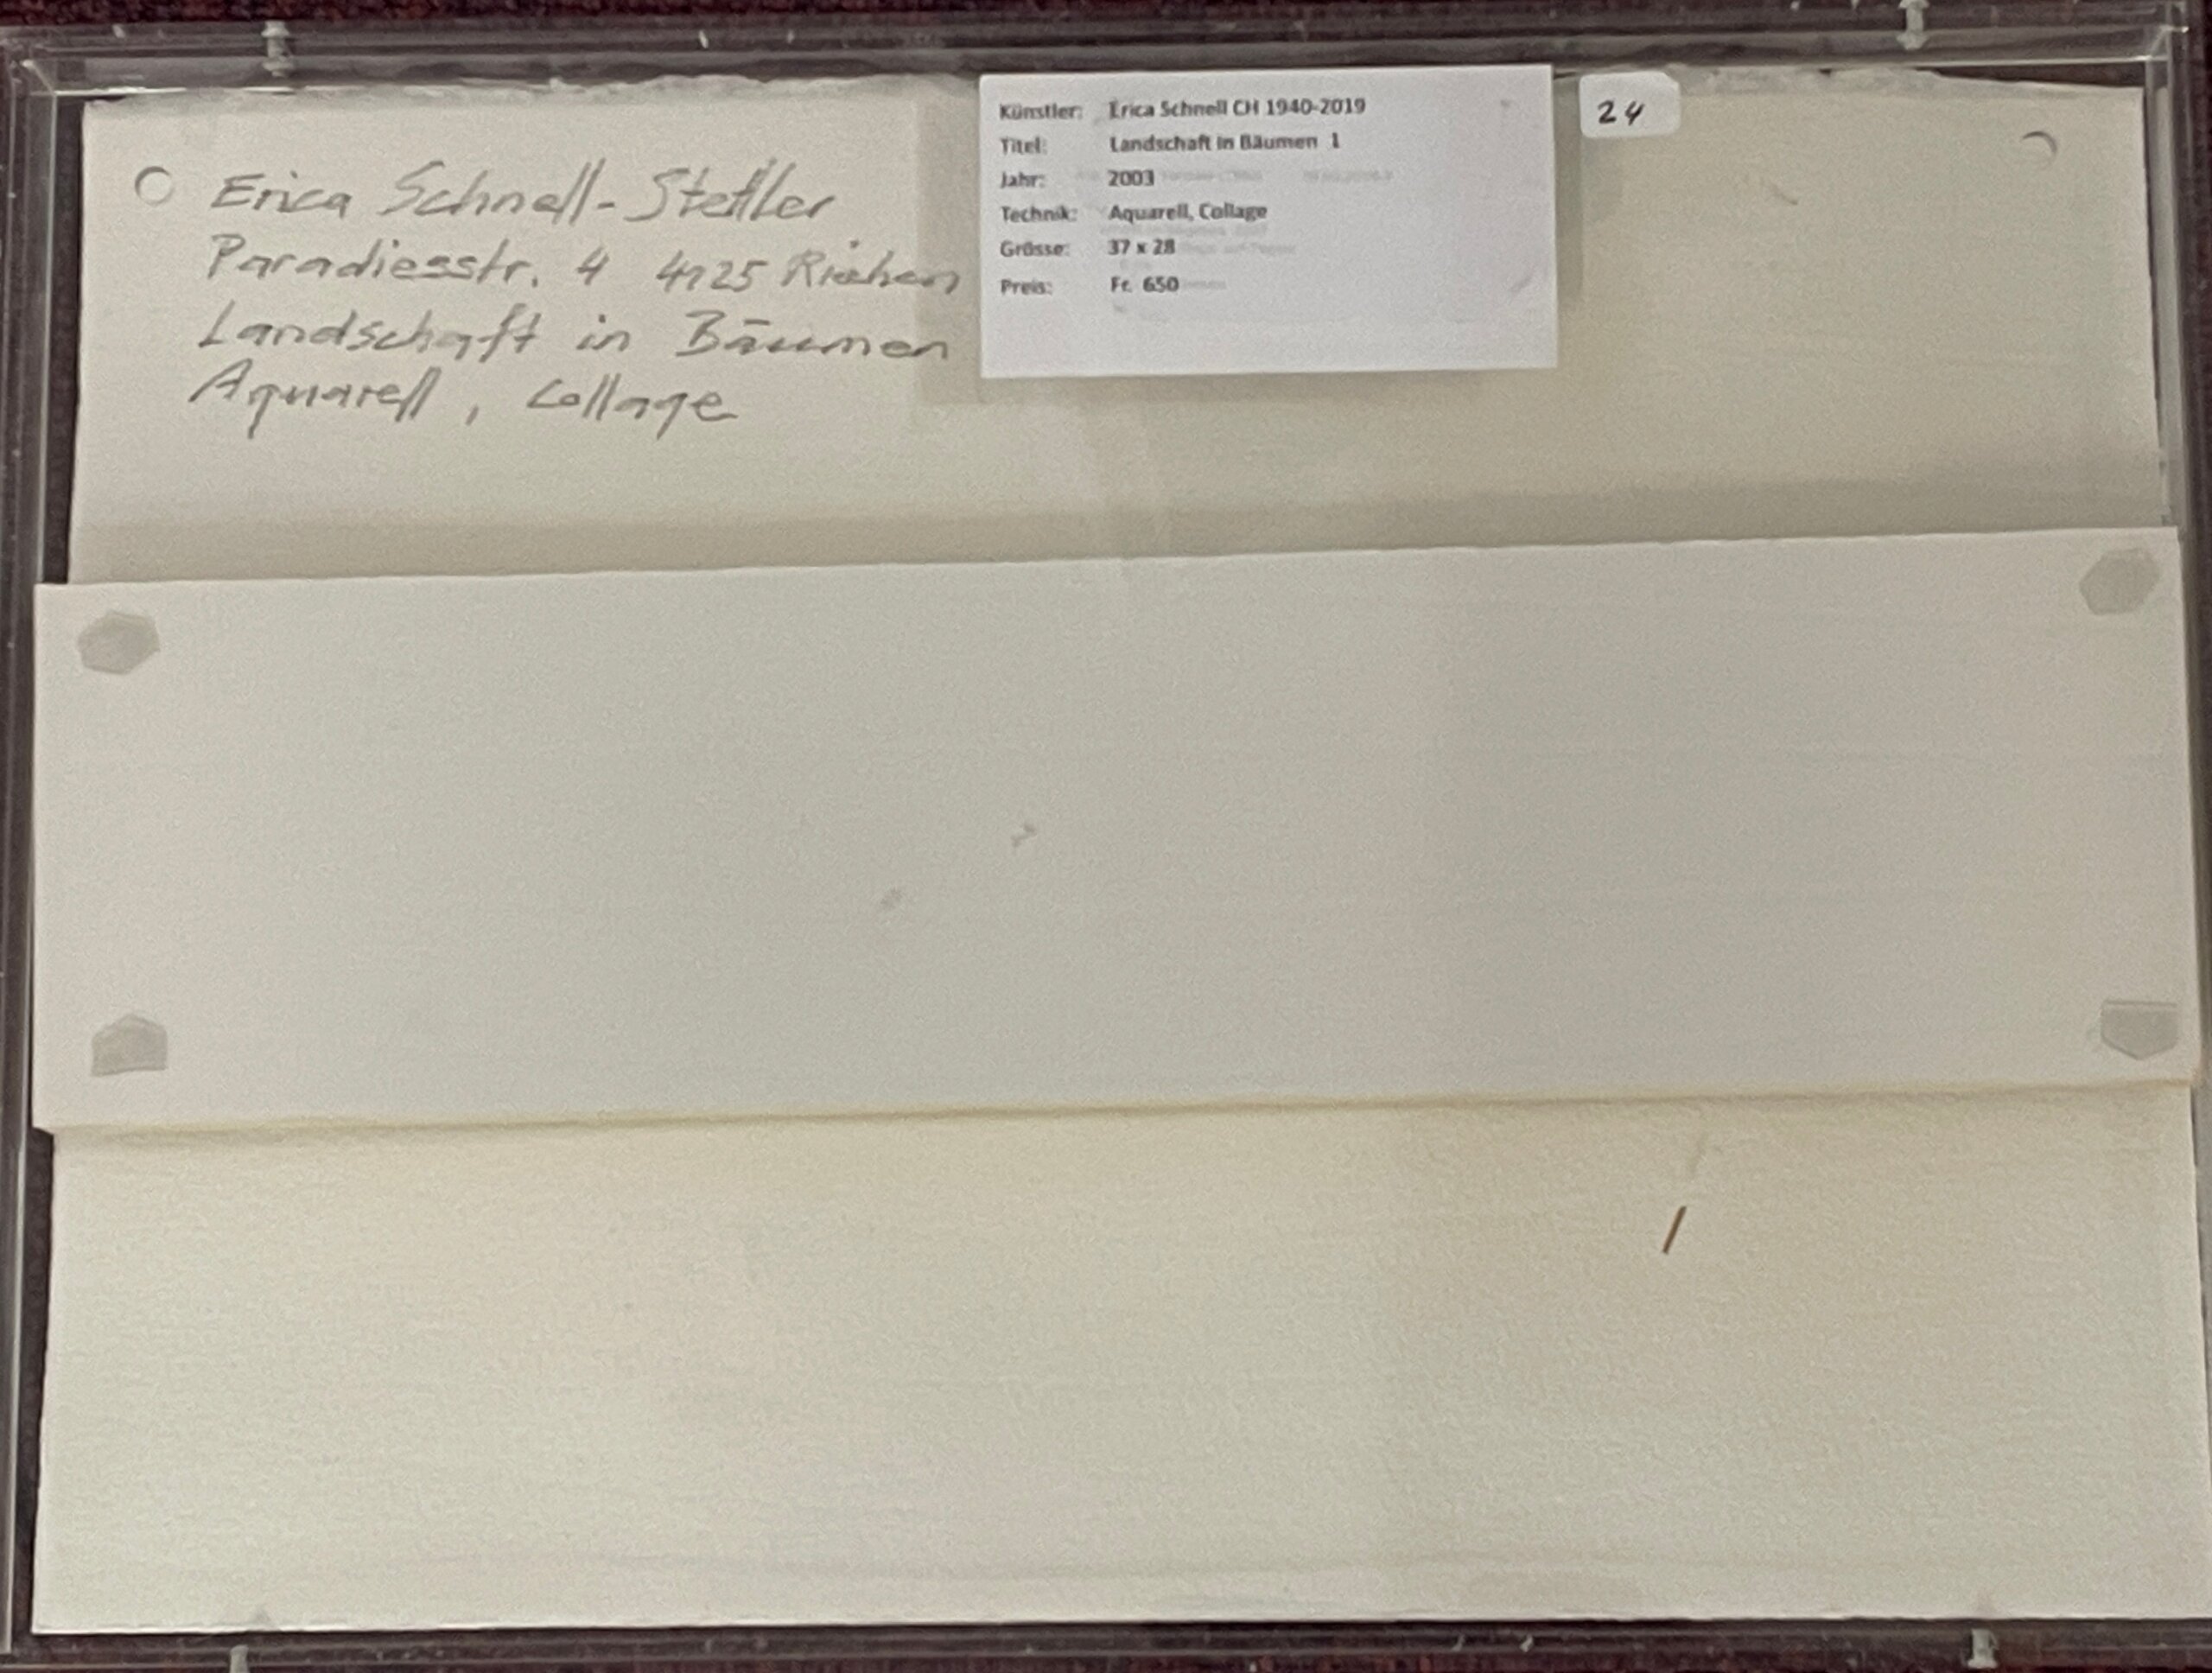 Erica Schnell-Stettler
Paradiesstr. 4 4125 Riehen
Landschaft in Bäumen
Aquarell, Collage
Künstler: Erica Schnell CH 1940-2019
Titel: Landschaft in Bäumen 1
Jahr: 2003
Technik: Aquarell, Collage
Grösse: 37 x 28
Preis: Fr. 650
24